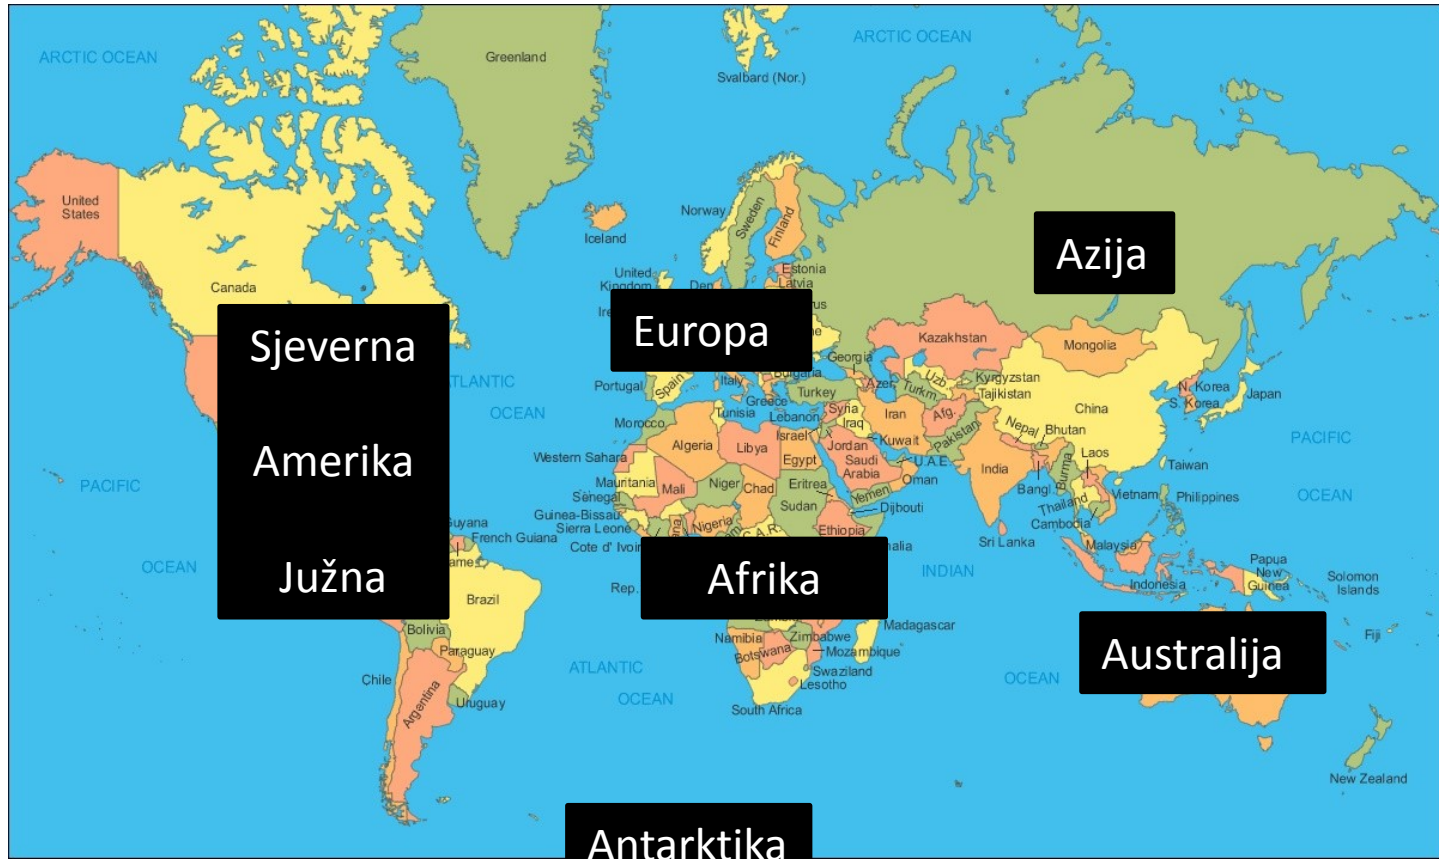 ARCTIC OCEAN
Greenland
Svalbard (Nor.)
ARCTIC OCEAN
United
States
Canada
Iceland
Norway
Sweden
Finland
United
Kingdom
Estonia
Latvia
Azija
Sjeverna
Amerika
Južna
Europa
Kazakhstan
Mongolia
ATLANTIC
OCEAN
Portugal
Spain
Italy
Greece
Bulgaria
Georgia
Turkey
Azer.
Uzb.
Turkm.
Kyrgyzstan
Tajikistan
China
N. Korea
S. Korea
Japan
Morocco
Tunisia
Lebanon
Syria
Iraq
Iran
Afg.
Pakistan
Nepal
Bhutan
PACIFIC
OCEAN
Western Sahara
Algeria
Libya
Israel
Egypt
Jordan
Kuwait
Saudi
Arabia
U.A.E.
Oman
Yemen
India
Bangl.
Burma
Laos
Taiwan
Thailand
Vietnam
Cambodia
Philippines
PACIFIC
OCEAN
Mauritania
Mali
Niger
Chad
Sudan
Eritrea
Djibouti
Senegal
Guinea-Bissau
Sierra Leone
Nigeria
C.A.R.
Ethiopia
Sri Lanka
Malaysia
Indonesia
Papua
New
Guinea
Solomon
Islands
French Guiana
Brazil
Rep.
Afrika
INDIAN
OCEAN
Bolivia
Paraguay
Chile
Argentina
Uruguay
ATLANTIC
OCEAN
Namibia
Botswana
Zimbabwe
Mozambique
Madagascar
Swaziland
Lesotho
South Africa
Australija
Fiji
New Zealand
Antarktika